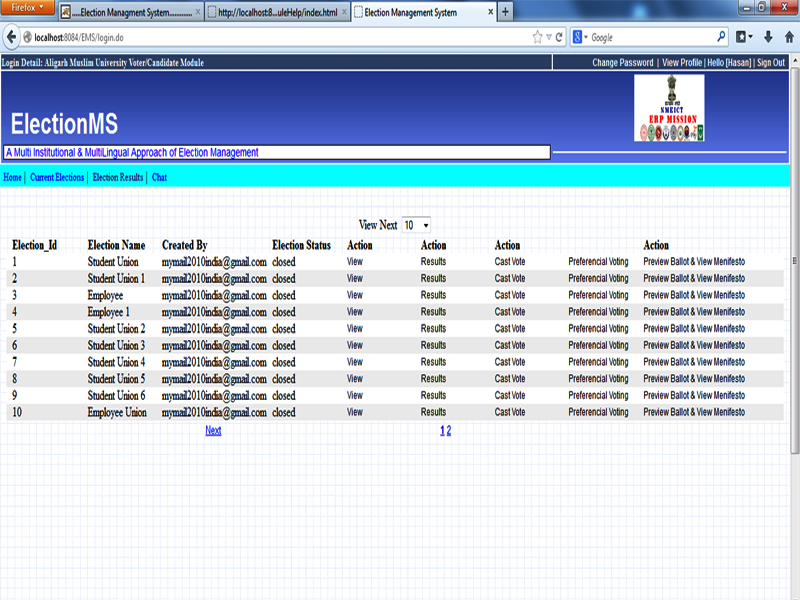 Firefox
.....Election Managment System............ http://localhost:8...uleHelp/index.html Election Management System
localhost:8084/EMS/login.do Google
Login Detail: Aligarh Muslim University Voter/Candidate Module Change Password | View Profile | Hello [Hasan] | Sign Out
NMEICT
ERP MISSION
ElectionMS
A Multi Institutional & MultiLingual Approach of Election Management
Home | Current Elections | Election Results | Chat
View Next 10
Election_Id Election Name Created By Election Status Action Action Action Action
1 Student Union mymail2010india@gmail.com closed View Results Cast Vote Preferencial Voting Preview Ballot & View Menifesto
2 Student Union 1 mymail2010india@gmail.com closed View Results Cast Vote Preferencial Voting Preview Ballot & View Menifesto
3 Employee mymail2010india@gmail.com closed View Results Cast Vote Preferencial Voting Preview Ballot & View Menifesto
4 Employee 1 mymail2010india@gmail.com closed View Results Cast Vote Preferencial Voting Preview Ballot & View Menifesto
5 Student Union 2 mymail2010india@gmail.com closed View Results Cast Vote Preferencial Voting Preview Ballot & View Menifesto
6 Student Union 3 mymail2010india@gmail.com closed View Results Cast Vote Preferencial Voting Preview Ballot & View Menifesto
7 Student Union 4 mymail2010india@gmail.com closed View Results Cast Vote Preferencial Voting Preview Ballot & View Menifesto
8 Student Union 5 mymail2010india@gmail.com closed View Results Cast Vote Preferencial Voting Preview Ballot & View Menifesto
9 Student Union 6 mymail2010india@gmail.com closed View Results Cast Vote Preferencial Voting Preview Ballot & View Menifesto
10 Employee Union mymail2010india@gmail.com closed View Results Cast Vote Preferencial Voting Preview Ballot & View Menifesto
Next 1 2